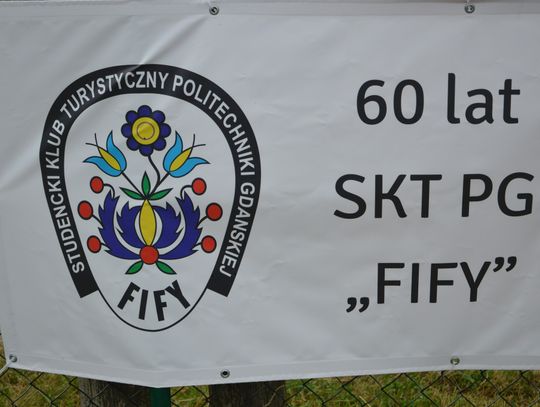 STUDENCKI KLUB TURYSTYCZNY POLITECHNIKI GDAŃSKIEJ
FIFY
60 lat
SKT PG
„FIFY”